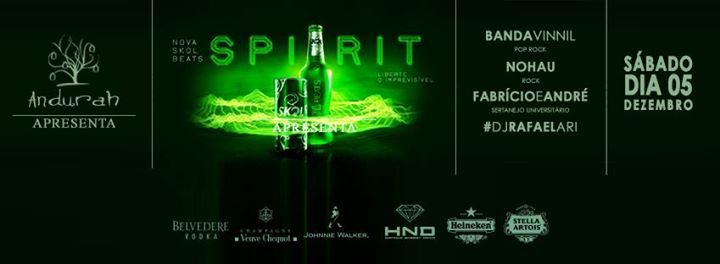 Andurah
APRESENTA
NOVA
SKOL
BEATS
SPIRIT
LIBERTE
O IMPREVISÍVEL
SKOL
APRESENTA
BANDAVINNIL
POP ROCK
NOHAU
ROCK
FABRÍCIOEANDRÉ
SERTANEJO UNIVERSITÁRIO
#DJRAFAELARI
SÁBADO
DIA 05
DEZEMBRO
BELVEDERE
VODKA
CHAMPAGNE
Veuve Clicquot
JOHNNIE WALKER.
HNO
Heineken
STELLA
ARTOIS